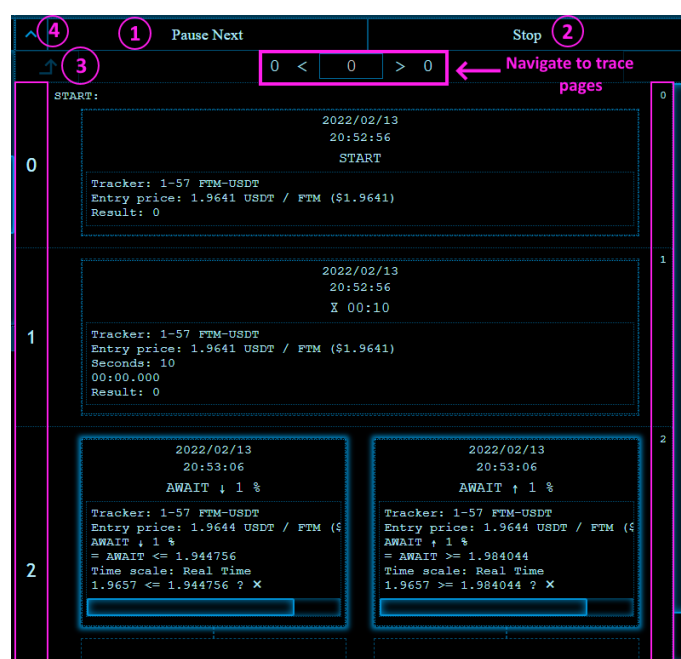 4 1 Pause Next Stop 2
3 0 < 0 > 0 Navigate to trace
pages
START: 0
2022/02/13
20:52:56
START
0
Tracker: 1-57 FTM-USDT
Entry price: 1.9641 USDT / FTM ($1.9641)
Result: 0
1
2022/02/13
20:52:56
⧖ 00:10
1
Tracker: 1-57 FTM-USDT
Entry price: 1.9641 USDT / FTM ($1.9641)
Seconds: 10
00:00.000
Result: 0
2
2022/02/13
20:53:06
AWAIT ↓ 1 %
Tracker: 1-57 FTM-USDT
Entry price: 1.9644 USDT / FTM ($
AWAIT ↓ 1 %
= AWAIT <= 1.944756
Time scale: Real Time
1.9657 <= 1.944756 ? ×
2022/02/13
20:53:06
AWAIT ↑ 1 %
Tracker: 1-57 FTM-USDT
Entry price: 1.9644 USDT / FTM ($
AWAIT ↑ 1 %
= AWAIT >= 1.984044
Time scale: Real Time
1.9657 >= 1.984044 ? ×
2